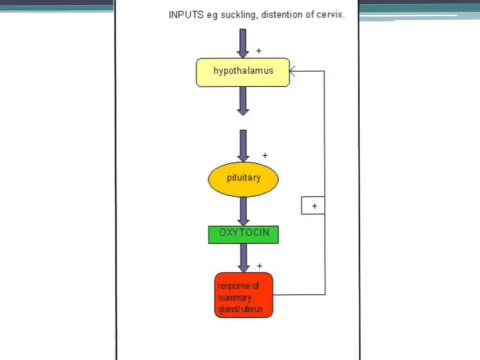 INPUTS eg suckling, distention of cervix.
+
hypothalamus
+
pituitary
+
OXYTOCIN
+
response of
mammary
gland/uterus